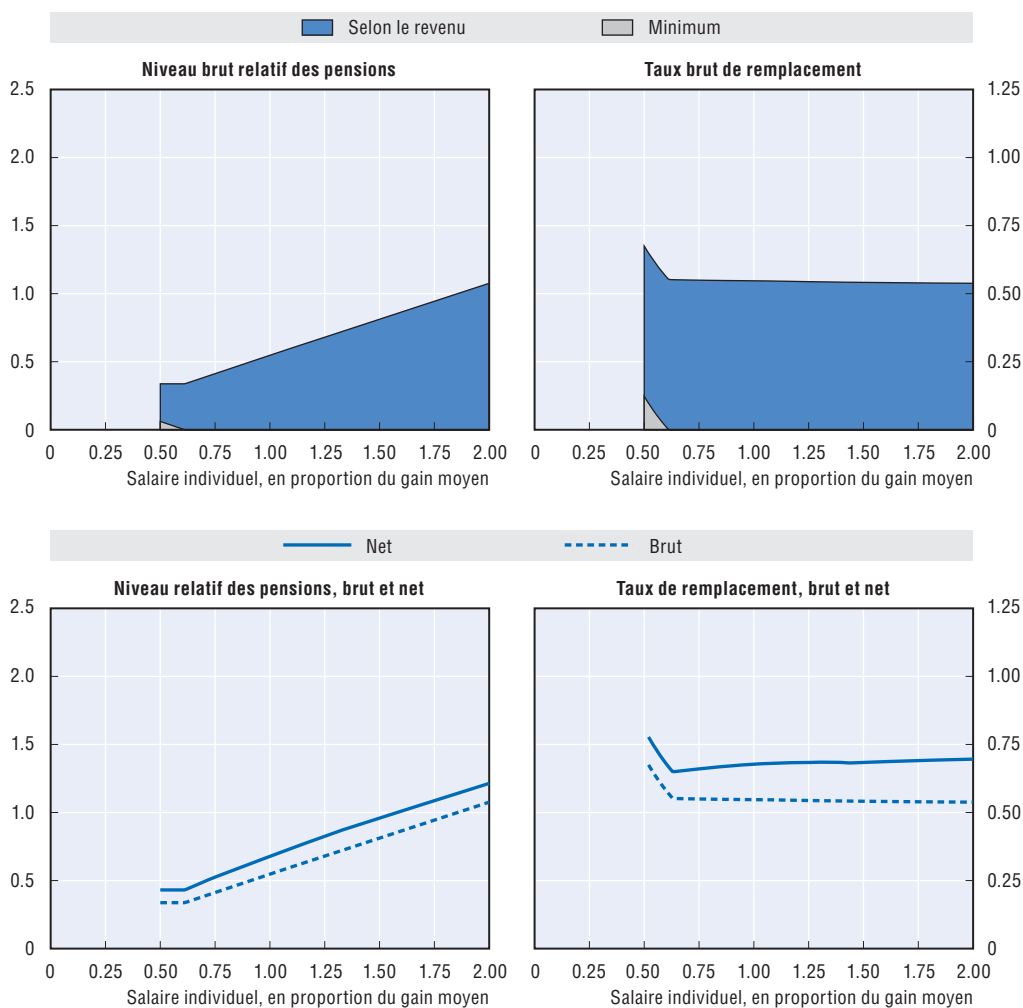 Selon le revenu Minimum
Niveau brut relatif des pensions
Taux brut de remplacement
2.5
2.0
1.5
1.0
0.5
0
1.25
1.00
0.75
0.50
0.25
0
0 0.25 0.50 0.75 1.00 1.25 1.50 1.75 2.00
0 0.25 0.50 0.75 1.00 1.25 1.50 1.75 2.00
Salaire individuel, en proportion du gain moyen
Salaire individuel, en proportion du gain moyen
Net Brut
Niveau relatif des pensions, brut et net
Taux de remplacement, brut et net
2.5
2.0
1.5
1.0
0.5
0
1.25
1.00
0.75
0.50
0.25
0
0 0.25 0.50 0.75 1.00 1.25 1.50 1.75 2.00
0 0.25 0.50 0.75 1.00 1.25 1.50 1.75 2.00
Salaire individuel, en proportion du gain moyen
Salaire individuel, en proportion du gain moyen